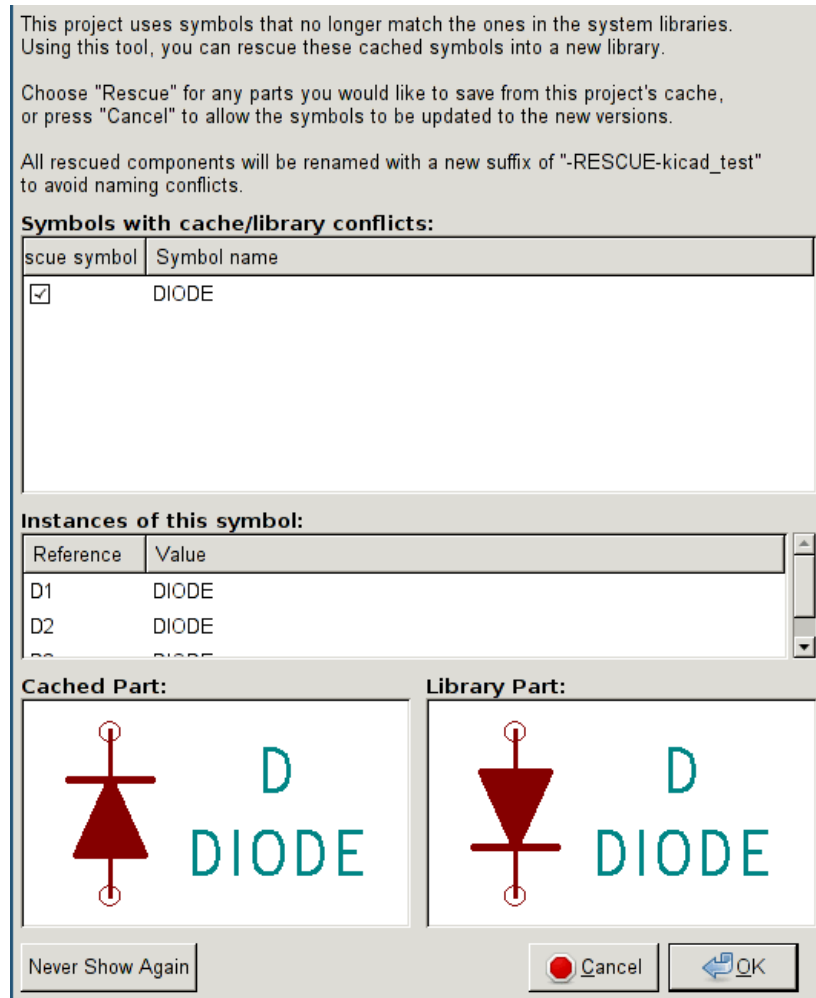 This project uses symbols that no longer match the ones in the system libraries.
Using this tool, you can rescue these cached symbols into a new library.
Choose "Rescue" for any parts you would like to save from this project's cache,
or press "Cancel" to allow the symbols to be updated to the new versions.
All rescued components will be renamed with a new suffix of "-RESCUE-kicad_test"
to avoid naming conflicts.
Symbols with cache/library conflicts:
scue symbol Symbol name
DIODE
Instances of this symbol:
Reference Value
D1 DIODE
D2 DIODE
Cached Part: Library Part:
D D
DIODE DIODE
Never Show Again Cancel OK